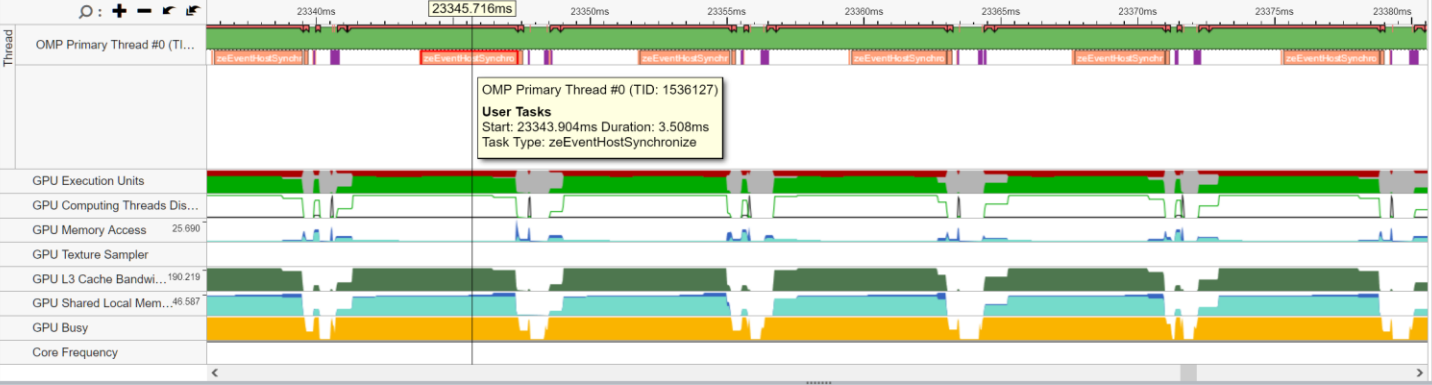 23340ms
23345.716ms
23350ms
23355ms
23360ms
23365ms
23370ms
23375ms
23380ms
Thread
OMP Primary Thread #0 (TI...
zeEventHostSynchr
zeEventHostSynchro
zeEventHostSynchr
zeEventHostSynchr
zeEventHostSynchr
zeEventHostSynchr
OMP Primary Thread #0 (TID: 1536127)
User Tasks
Start: 23343.904ms Duration: 3.508ms
Task Type: zeEventHostSynchronize
GPU Execution Units
GPU Computing Threads Dis...
GPU Memory Access 25.690
GPU Texture Sampler
GPU L3 Cache Bandwi... 190.219
GPU Shared Local Mem... 46.587
GPU Busy
Core Frequency